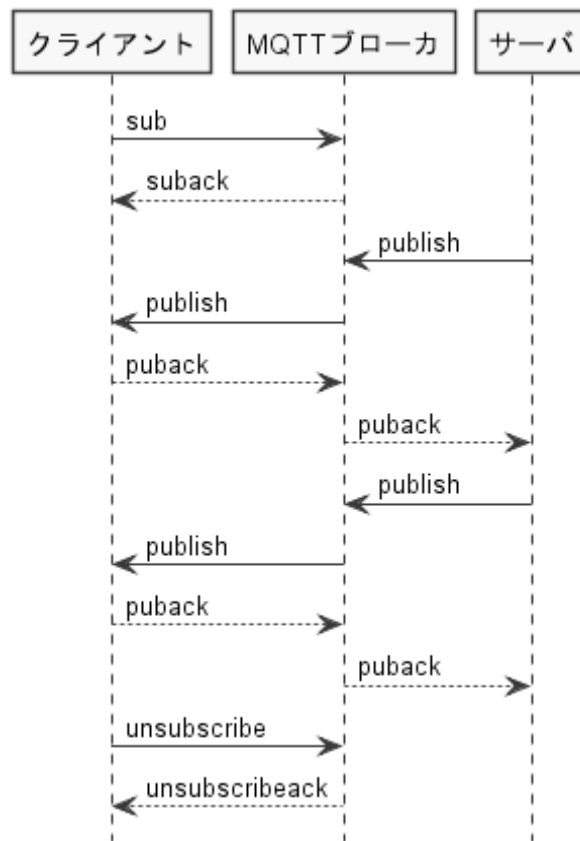 クライアント
MQTTブローカ
サーバ
sub
suback
publish
publish
puback
puback
publish
publish
puback
puback
unsubscribe
unsubscribeack